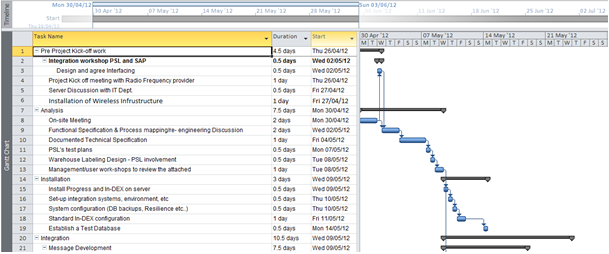 Timeline
Mon 30/04/12
Sun 03/06/12
30 Apr '12 07 May '12 14 May '12 21 May '12 28 May '12 11 Jun '12 18 Jun '12 25 Jun '12 02 Jul '12
Start
Thu 26/04/12
Gantt Chart
Task Name Duration Start 30 Apr '12 07 May '12 14 May '12 21 May '12
M T W T F S S M T W T F S S M T W T F S S M T W T F S S
1 Pre Project Kick-off work 4.5 days Thu 26/04/12
2 Integration workshop PSL and SAP 0.5 days Wed 02/05/12
3 Design and agree Interfacing 0.5 days Wed 02/05/12
4 Project Kick off meeting with Radio Frequency provider 1 day Thu 26/04/12
5 Server Discussion with IT Dept. 0.5 days Fri 27/04/12
6 Installation of Wireless Infrustructure 1 day Fri 27/04/12
7 Analysis 7.5 days Mon 30/04/12
8 On-site Meeting 2 days Mon 30/04/12
9 Functional Specification & Process mapping/re- engineering Discussion 2 days Wed 02/05/12
10 Documented Technical Specification 1 day Fri 04/05/12
11 PSL's test plans 0.5 days Mon 07/05/12
12 Warehouse Labeling Design - PSL involvement 0.5 days Tue 08/05/12
13 Management/user work-shops to review the attached 1 day Tue 08/05/12
14 Installation 3 days Wed 09/05/12
15 Install Progress and In-DEX on server 0.5 days Wed 09/05/12
16 Set-up integration systems, environment, etc 0.5 days Thu 10/05/12
17 System configuration (DB backups, Resilience etc..) 0.5 days Thu 10/05/12
18 Standard In-DEX configuration 1 day Fri 11/05/12
19 Establish a Test Database 0.5 days Mon 14/05/12
20 Integration 10.5 days Wed 09/05/12
21 Message Development 7.5 days Wed 09/05/12